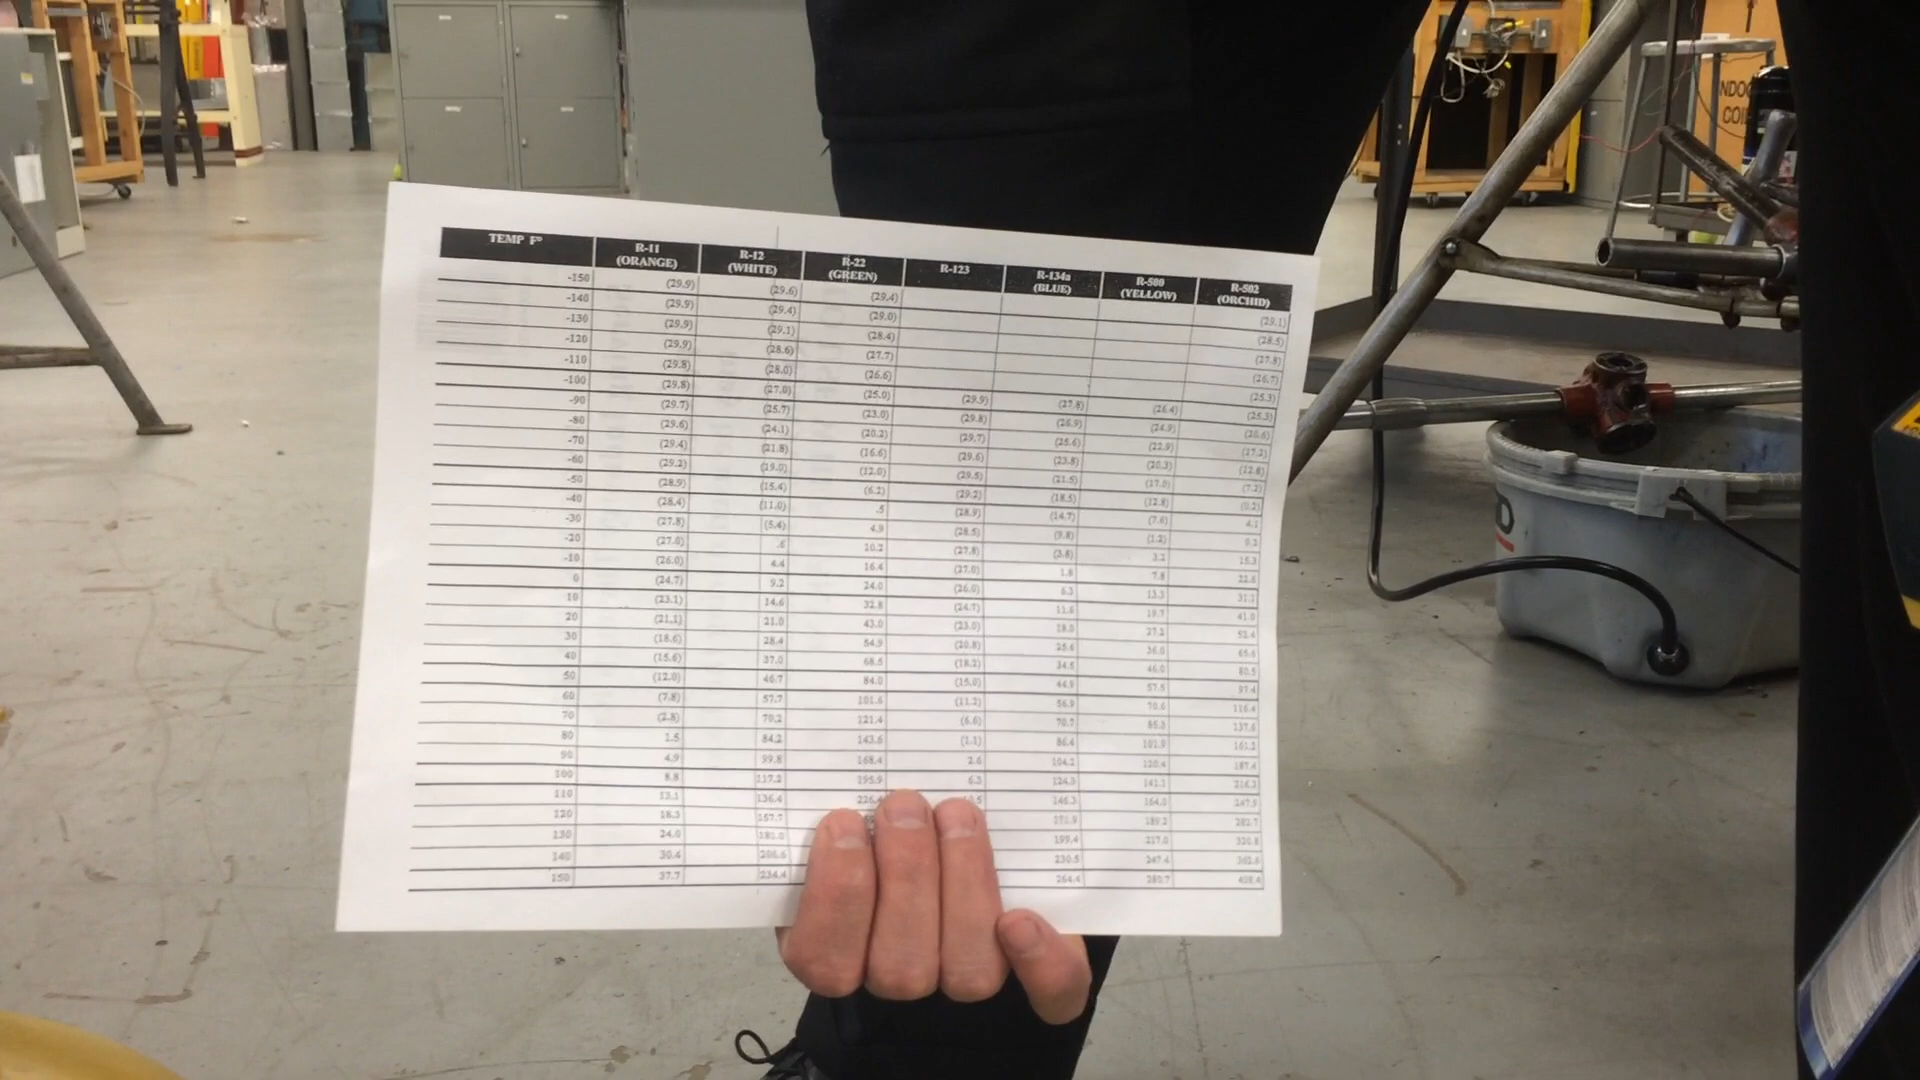 TEMP F° R-11 (ORANGE) R-12 (WHITE) R-22 (GREEN) R-123 R-134a (BLUE) R-500 (YELLOW) R-502 (ORCHID)
-150 (29.9) (29.6) (29.4) (29.1)
-140 (29.9) (29.4) (29.0) (28.5)
-130 (29.9) (29.1) (28.4) (27.8)
-120 (29.9) (28.6) (27.7) (26.7)
-110 (29.8) (28.0) (26.6) (25.3)
-100 (29.8) (27.0) (25.0) (29.9) (27.8) (26.4) (25.3)
-90 (29.7) (25.7) (23.0) (29.8) (26.9) (24.9) (20.6)
-80 (29.6) (24.1) (20.2) (29.7) (25.6) (22.9) (17.2)
-70 (29.4) (21.8) (16.6) (29.6) (23.8) (20.3) (12.8)
-60 (29.2) (19.0) (12.0) (29.5) (21.5) (17.0) (7.2)
-50 (28.9) (15.4) (6.2) (29.2) (18.5) (12.8) (0.2)
-40 (28.4) (11.0) .5 (28.9) (14.7) (7.6) 4.1
-30 (27.8) (5.4) 4.9 (28.5) (9.8) (1.2) 9.2
-20 (27.0) .6 10.2 (27.8) (3.8) 3.2 15.3
-10 (26.0) 4.4 16.4 (27.0) 1.8 7.8 22.6
0 (24.7) 9.2 24.0 (26.0) 6.3 13.3 31.1
10 (23.1) 14.6 32.8 (24.7) 11.6 19.7 41.0
20 (21.1) 21.0 43.0 (23.0) 18.0 27.2 52.4
30 (18.6) 28.4 54.9 (20.8) 25.6 36.0 65.6
40 (15.6) 37.0 68.5 (18.2) 34.5 46.0 80.5
50 (12.0) 46.7 84.0 (15.0) 44.9 57.5 97.4
60 (7.8) 57.7 101.6 (11.2) 56.9 70.6 116.4
70 (2.8) 70.2 121.4 (6.6) 70.7 85.3 137.6
80 1.5 84.2 143.6 (1.1) 86.4 101.9 161.2
90 4.9 99.8 168.4 2.6 104.2 120.4 187.4
100 8.8 117.2 195.9 6.3 124.3 141.1 216.2
110 13.1 136.4 226.4 146.3 164.0 247.9
120 18.3 157.7 171.9 189.2 282.7
130 24.0 181.0 199.4 217.0 320.8
140 30.4 206.6 230.5 247.4 362.6
150 37.7 234.4 264.4 280.7 408.4